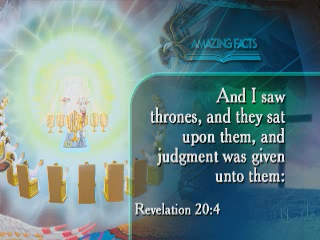 AMAZING FACTS
And I saw
thrones, and they sat
upon them, and
judgment was given
unto them:
Revelation 20:4